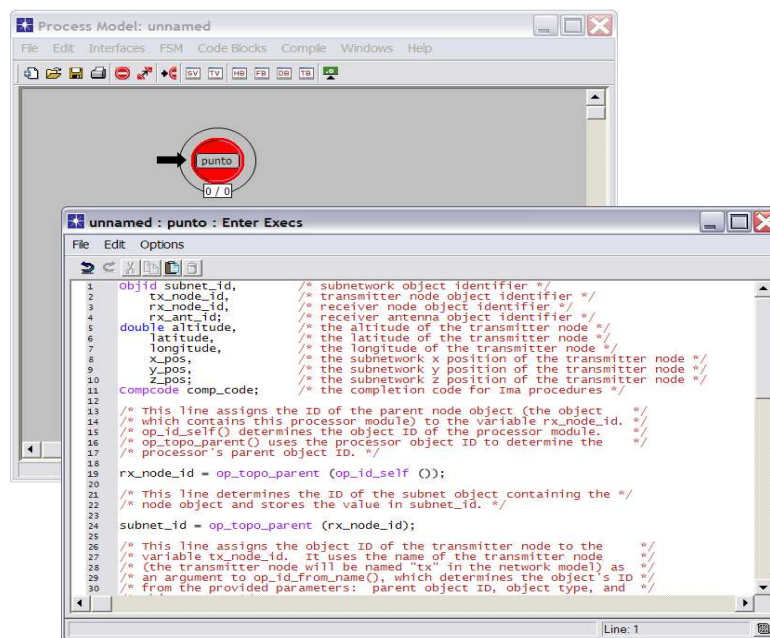 Process Model: unnamed
File Edit Interfaces FSM Code Blocks Compile Windows Help
SV TV HB FB DB TB
punto
0 / 0
unnamed : punto : Enter Execs
File Edit Options
1 Objid subnet_id, /* subnetwork object identifier */
2 tx_node_id, /* transmitter node object identifier */
3 rx_node_id, /* receiver node object identifier */
4 rx_ant_id; /* receiver antenna object identifier */
5 double altitude, /* the altitude of the transmitter node */
6 latitude, /* the latitude of the transmitter node */
7 longitude, /* the longitude of the transmitter node */
8 x_pos, /* the subnetwork x position of the transmitter node */
9 y_pos, /* the subnetwork y position of the transmitter node */
10 z_pos; /* the subnetwork z position of the transmitter node */
11 Compcode comp_code; /* the completion code for Ima procedures */
12
13 /* This line assigns the ID of the parent node object (the object */
14 /* which contains this processor module) to the variable rx_node_id. */
15 /* op_id_self() determines the object ID of the processor module. */
16 /* op_topo_parent() uses the processor object ID to determine the */
17 /* processor's parent object ID. */
18
19 rx_node_id = op_topo_parent (op_id_self ());
20
21 /* This line determines the ID of the subnet object containing the */
22 /* node object and stores the value in subnet_id. */
23
24 subnet_id = op_topo_parent (rx_node_id);
25
26 /* This line assigns the object ID of the transmitter node to the */
27 /* variable tx_node_id. It uses the name of the transmitter node */
28 /* (the transmitter node will be named "tx" in the network model) as */
29 /* an argument to op_id_from_name(), which determines the object's ID */
30 /* from the provided parameters: parent object ID, object type, and */
Line: 1